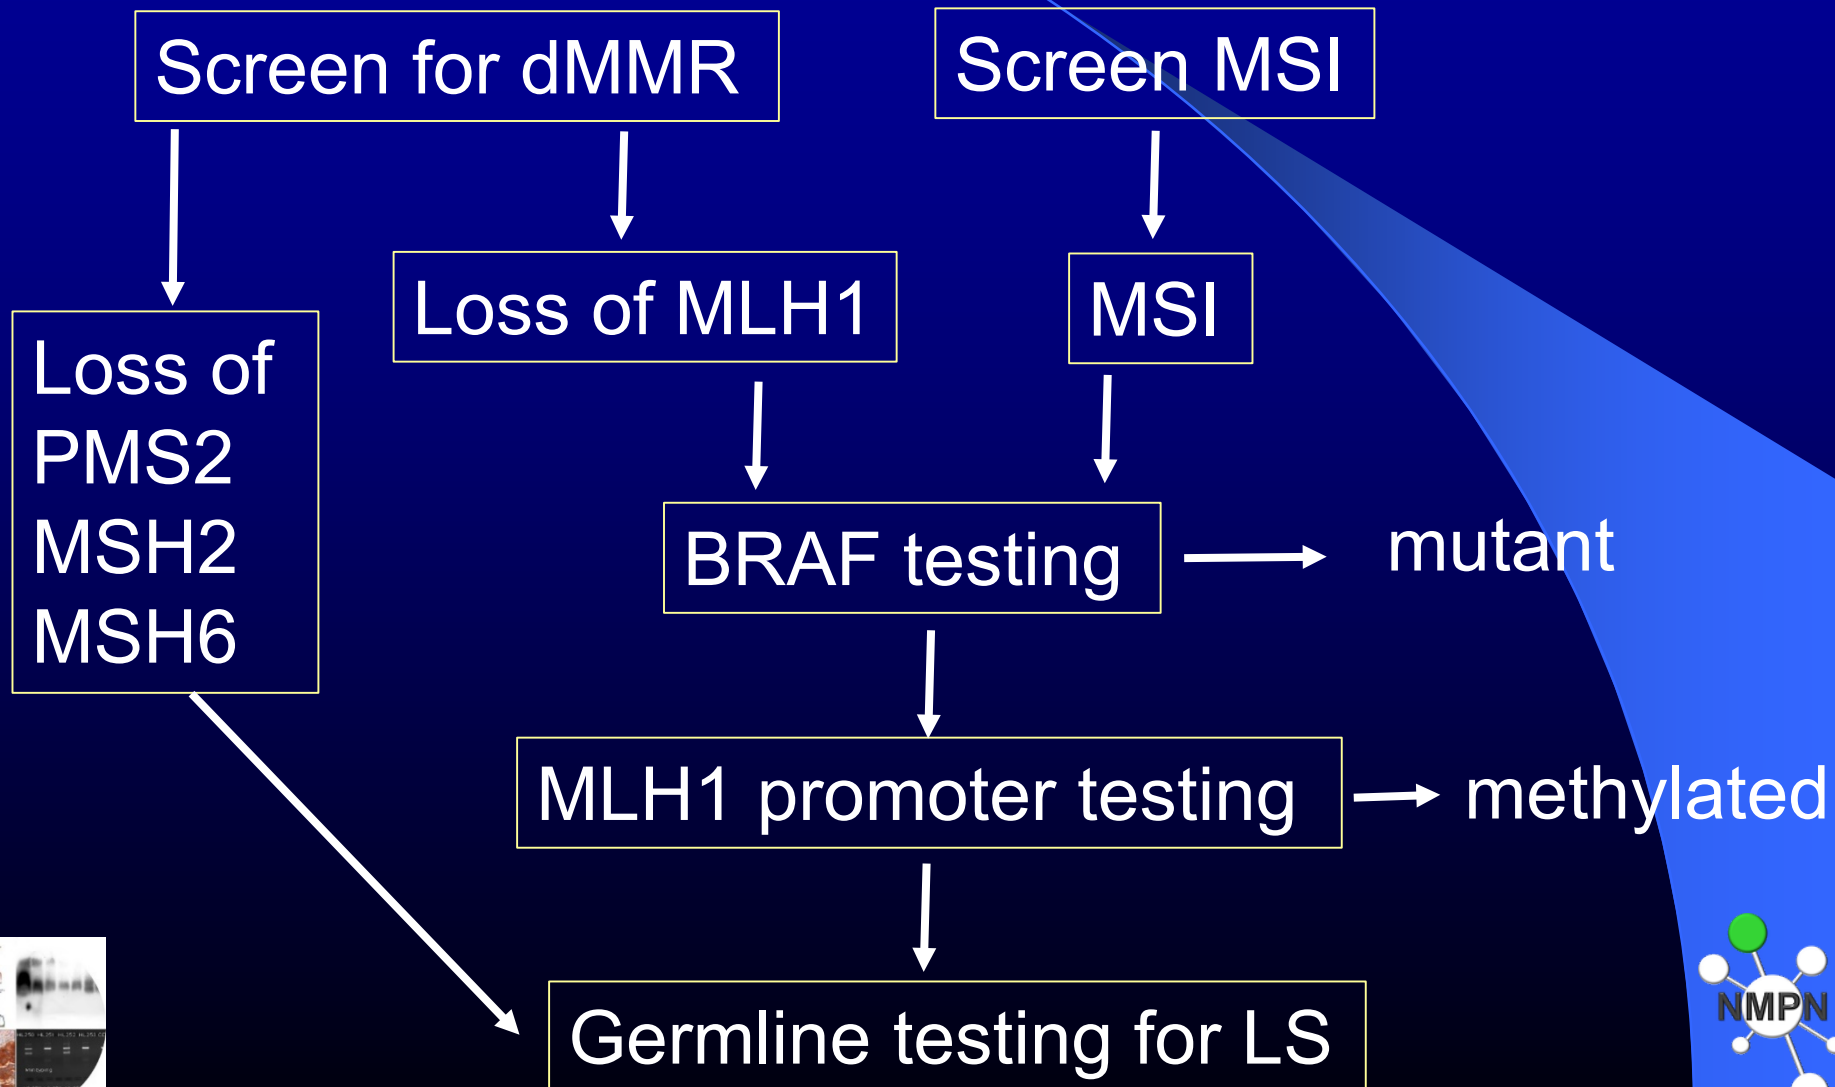 Screen for dMMR
Screen MSI
Loss of MLH1
MSI
Loss of
PMS2
MSH2
MSH6
BRAF testing
mutant
MLH1 promoter testing
methylated
Germline testing for LS
NMPN